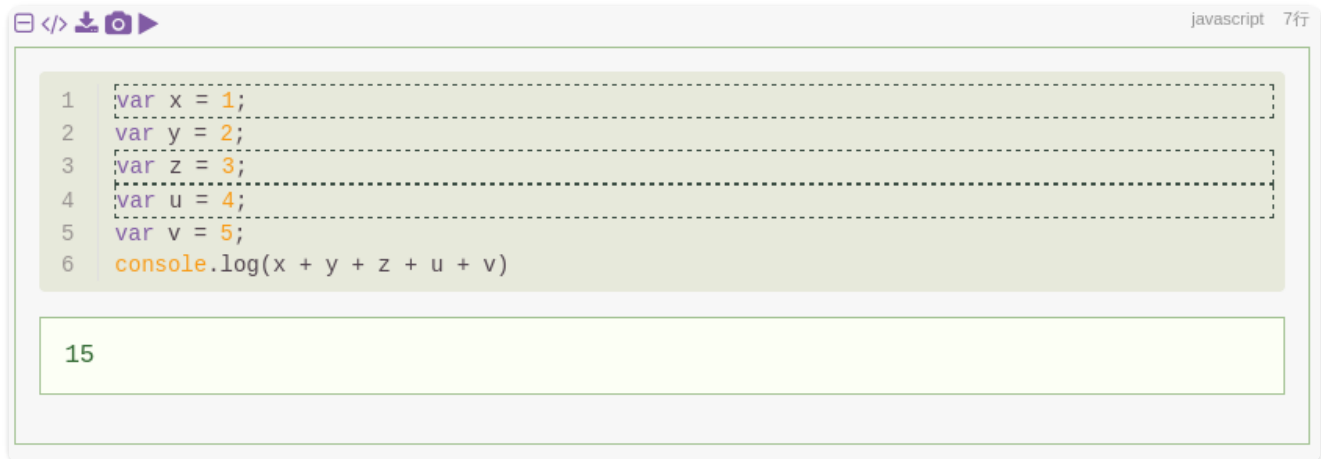 javascript 7行
1 var x = 1;
2 var y = 2;
3 var z = 3;
4 var u = 4;
5 var v = 5;
6 console.log(x + y + z + u + v)
15